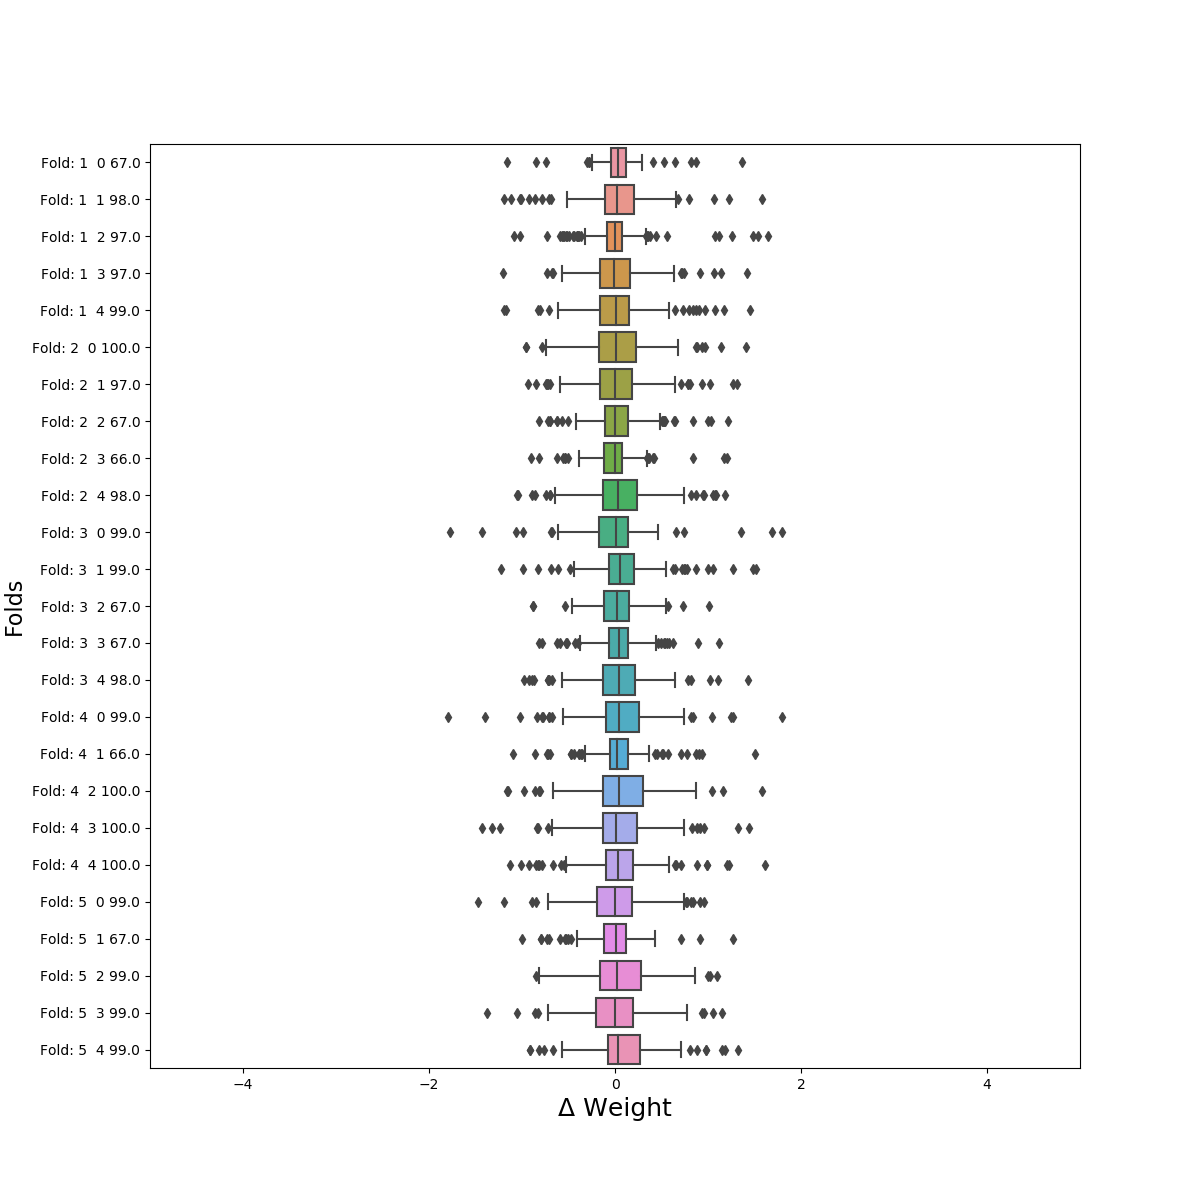 Fold: 1  0 67.0
Fold: 1  1 98.0
Fold: 1  2 97.0
Fold: 1  3 97.0
Fold: 1  4 99.0
Fold: 2  0 100.0
Fold: 2  1 97.0
Fold: 2  2 67.0
Fold: 2  3 66.0
Fold: 2  4 98.0
Fold: 3  0 99.0
Fold: 3  1 99.0
Fold: 3  2 67.0
Fold: 3  3 67.0
Fold: 3  4 98.0
Fold: 4  0 99.0
Fold: 4  1 66.0
Fold: 4  2 100.0
Fold: 4  3 100.0
Fold: 4  4 100.0
Fold: 5  0 99.0
Fold: 5  1 67.0
Fold: 5  2 99.0
Fold: 5  3 99.0
Fold: 5  4 99.0
Folds
−4 −2 0 2 4
Δ Weight